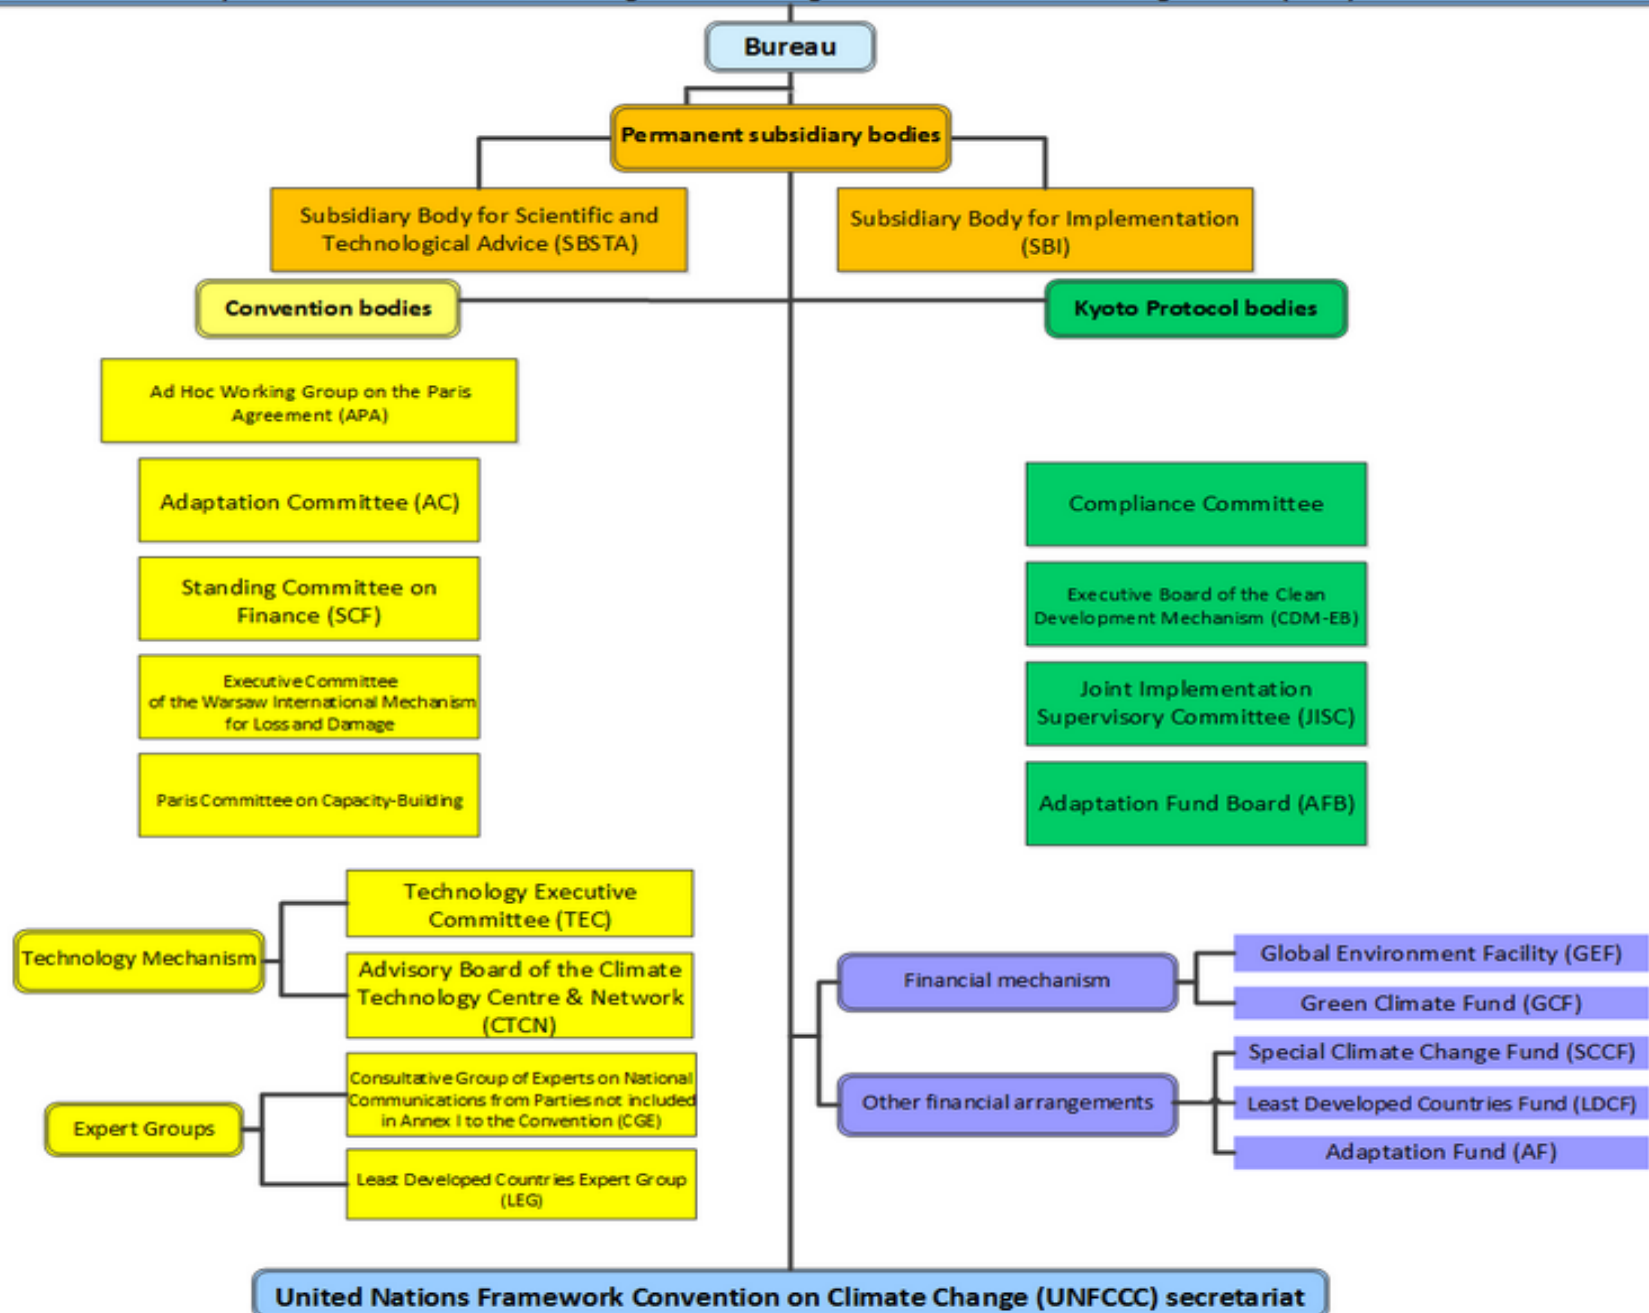 Bureau
Permanent subsidiary bodies
Subsidiary Body for Scientific and
Technological Advice (SBSTA)
Subsidiary Body for Implementation
(SBI)
Convention bodies
Kyoto Protocol bodies
Ad Hoc Working Group on the Paris
Agreement (APA)
Adaptation Committee (AC)
Standing Committee on
Finance (SCF)
Executive Committee
of the Warsaw International Mechanism
for Loss and Damage
Paris Committee on Capacity-Building
Compliance Committee
Executive Board of the Clean
Development Mechanism (CDM-EB)
Joint Implementation
Supervisory Committee (JISC)
Adaptation Fund Board (AFB)
Technology Mechanism
Technology Executive
Committee (TEC)
Advisory Board of the Climate
Technology Centre & Network
(CTCN)
Expert Groups
Consultative Group of Experts on National
Communications from Parties not included
in Annex I to the Convention (CGE)
Least Developed Countries Expert Group
(LEG)
Financial mechanism
Global Environment Facility (GEF)
Green Climate Fund (GCF)
Other financial arrangements
Special Climate Change Fund (SCCF)
Least Developed Countries Fund (LDCF)
Adaptation Fund (AF)
United Nations Framework Convention on Climate Change (UNFCCC) secretariat